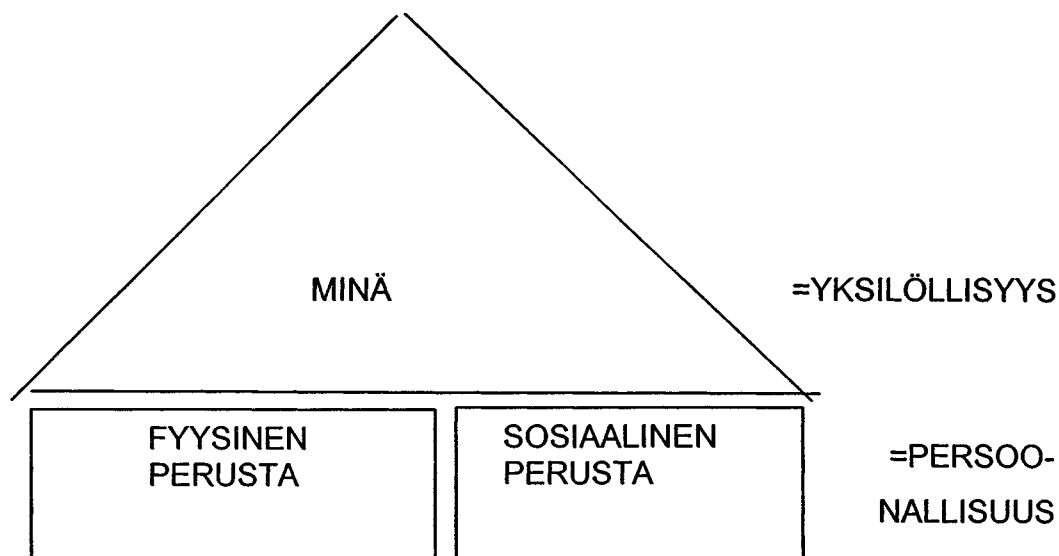 MINÄ
=YKSILÖLLISYYS
FYYSINEN
PERUSTA
SOSIAALINEN
PERUSTA
=PERSOO-
NALLISUUS